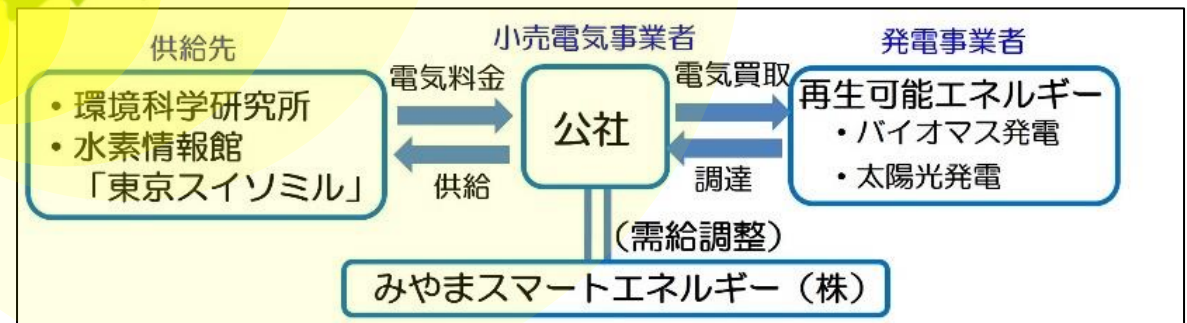 供給先
・環境科学研究所
・水素情報館
「東京スイソミル」
電気料金
供給
小売電気事業者
公社
電気買取
調達
発電事業者
再生可能エネルギー
・バイオマス発電
・太陽光発電
（需給調整）
みやまスマートエネルギー（株）